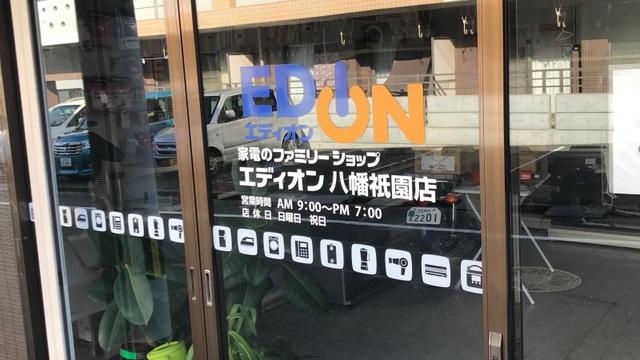 EDION
エディオン
家電のファミリーショップ
エディオン 八幡祇園店
営業時間 AM 9:00〜PM 7:00
店休日 日曜日 祝日
2201